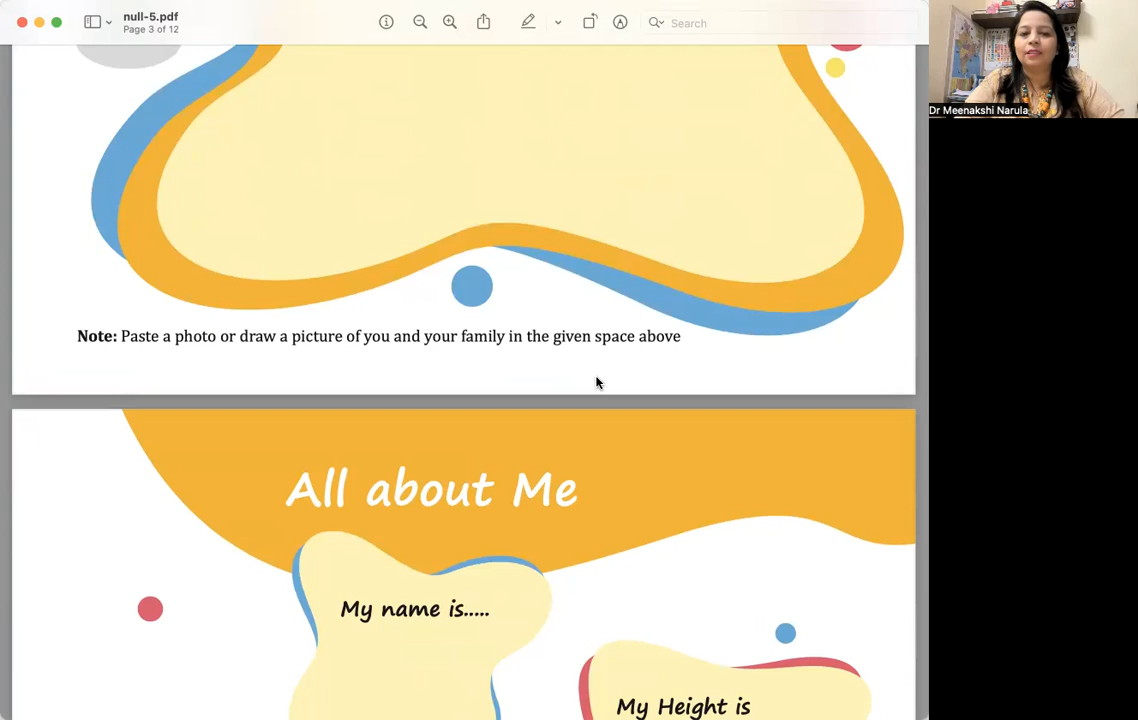 null-5.pdf
Page 3 of 12
Search
Dr Meenakshi Narula
Note: Paste a photo or draw a picture of you and your family in the given space above
All about Me
My name is.....
My Height is